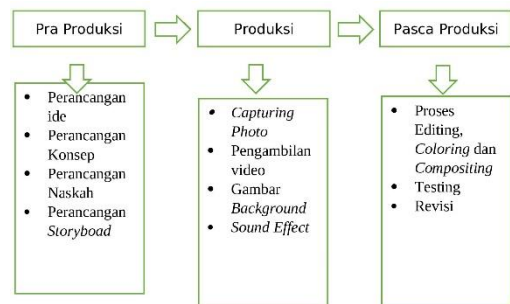 Pra Produksi
Produksi
Pasca Produksi
• Perancangan
ide
• Perancangan
Konsep
• Perancangan
Naskah
• Perancangan
Storyboad
• Capturing
Photo
• Pengambilan
video
• Gambar
Background
• Sound Effect
• Proses
Editing,
Coloring dan
Compositing
• Testing
• Revisi